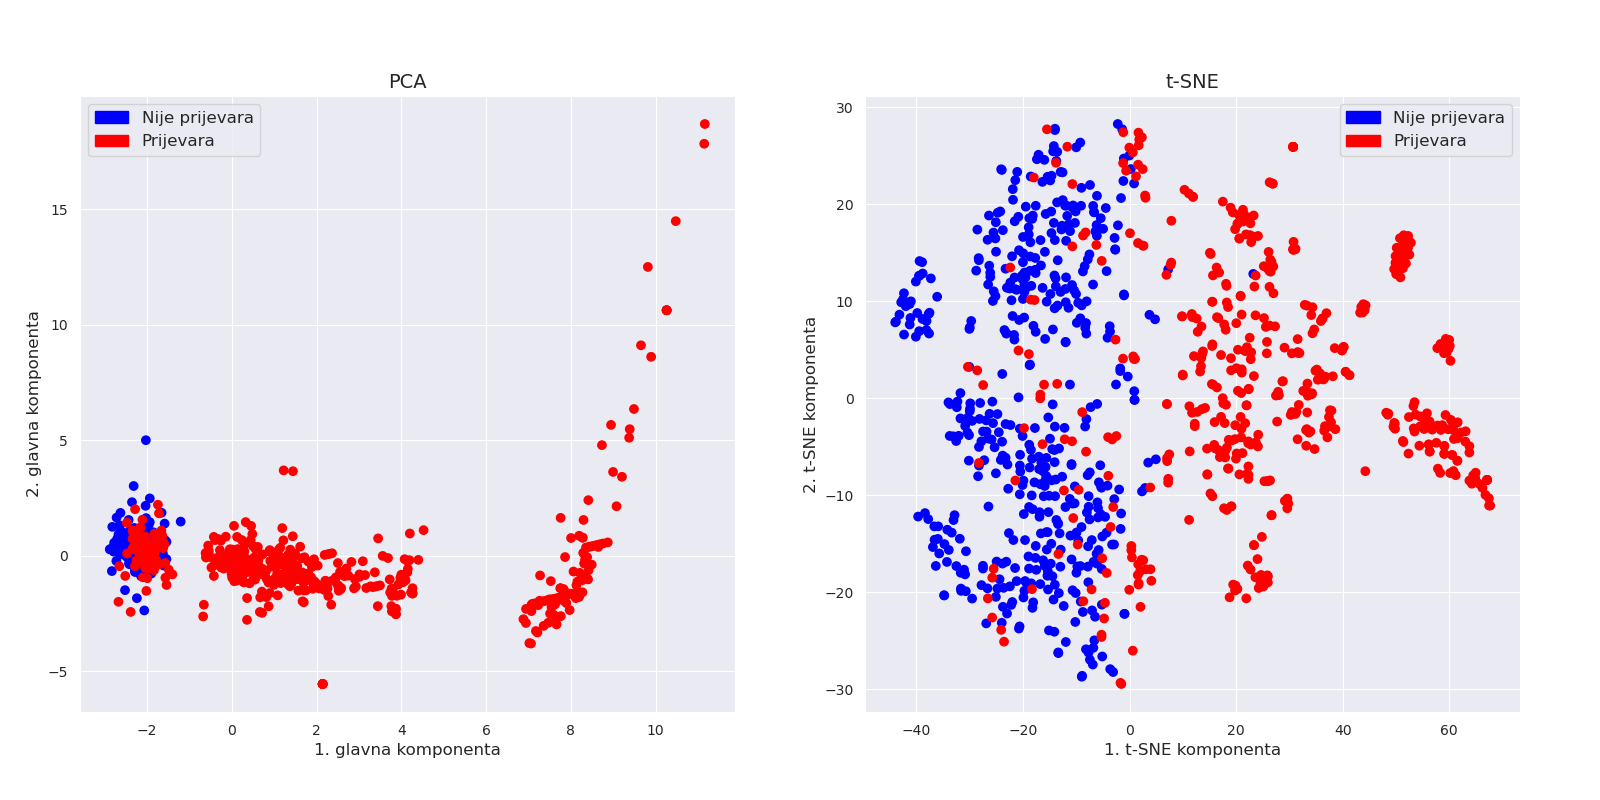 PCA
Nije prijevara
Prijevara
15
10
5
0
−5
−2
0
2
4
6
8
10
1. glavna komponenta
2. glavna komponenta
t-SNE
Nije prijevara
Prijevara
30
20
10
0
−10
−20
−30
−40
−20
0
20
40
60
1. t-SNE komponenta
2. t-SNE komponenta